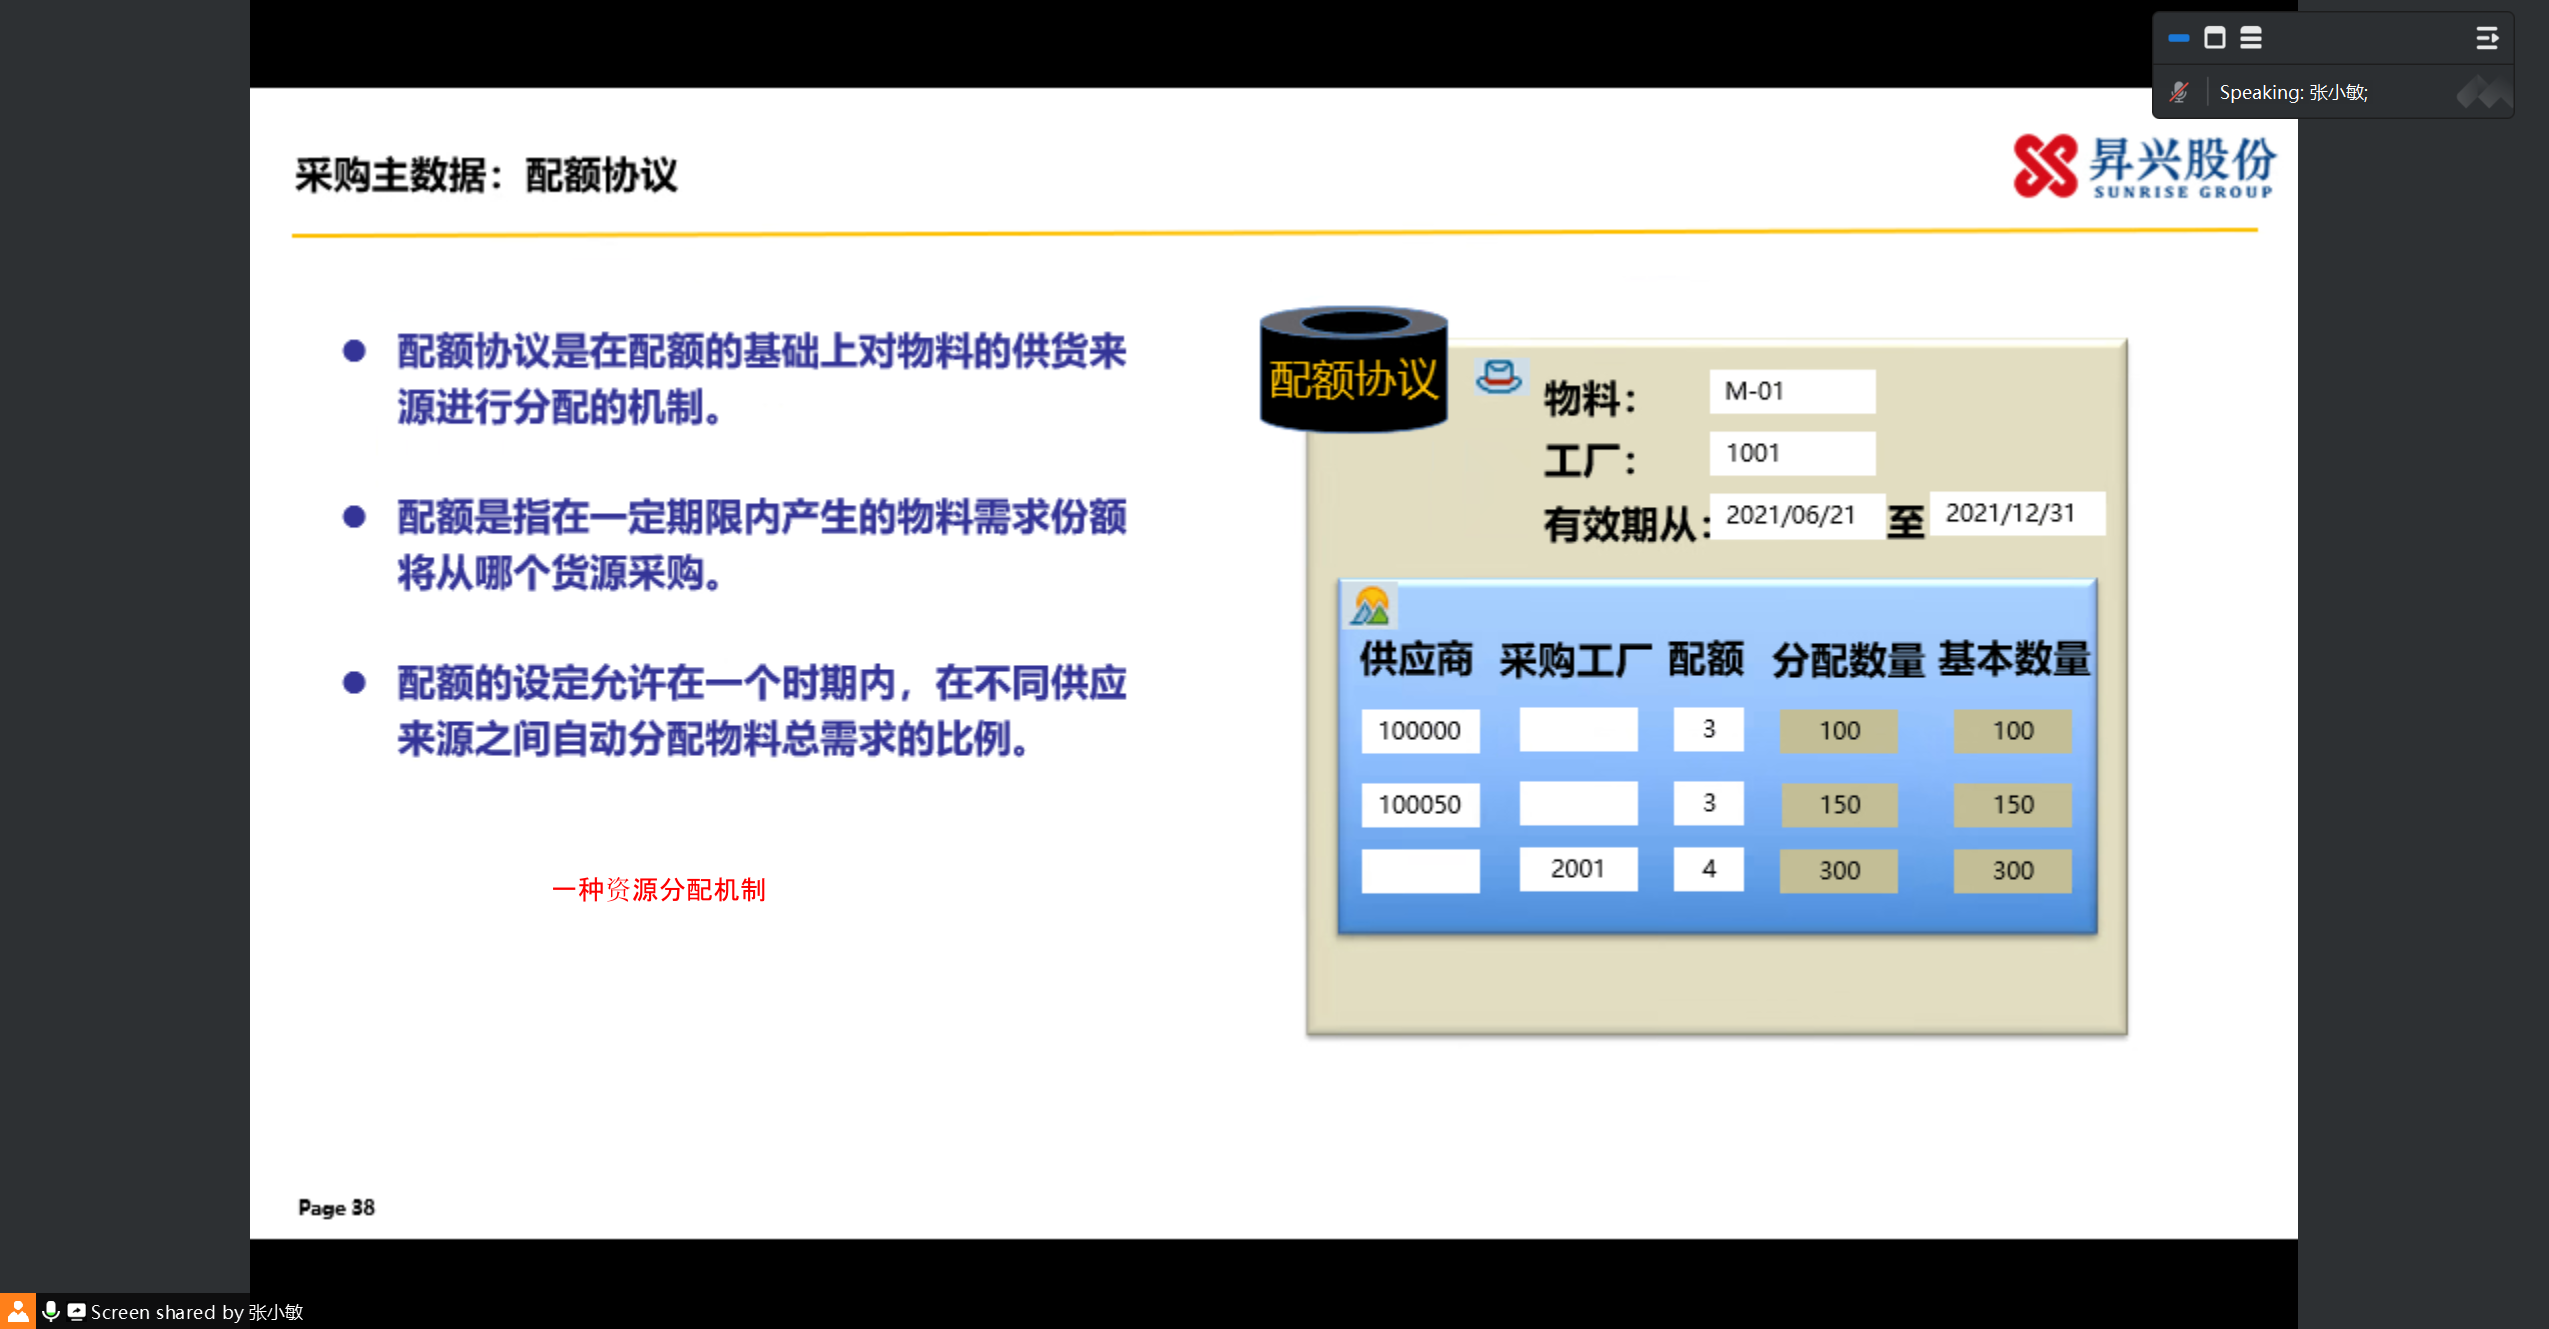 Speaking: 张小敏;
采购主数据：配额协议
昇兴股份
SUNRISE GROUP
配额协议是在配额的基础上对物料的供货来
源进行分配的机制。
配额是指在一定期限内产生的物料需求份额
将从哪个货源采购。
配额的设定允许在一个时期内，在不同供应
来源之间自动分配物料总需求的比例。
一种资源分配机制
配额协议
物料： M-01
工厂： 1001
有效期从: 2021/06/21 至 2021/12/31
供应商 采购工厂 配额 分配数量 基本数量
100000 3 100 100
100050 3 150 150
2001 4 300 300
Page 38
Screen shared by 张小敏